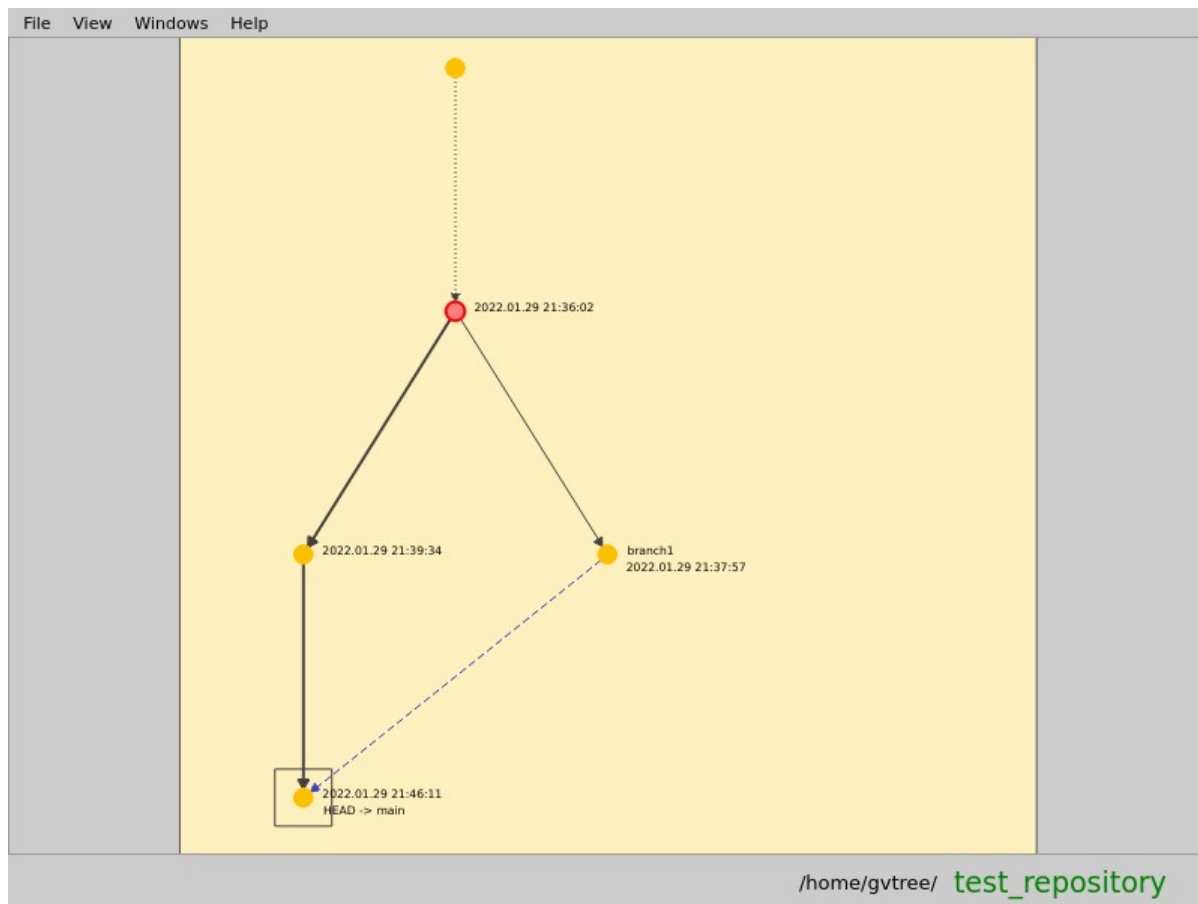 File View Windows Help
2022.01.29 21:36:02
2022.01.29 21:39:34
branch1
2022.01.29 21:37:57
2022.01.29 21:46:11
HEAD -> main
/home/gvtree/ test_repository